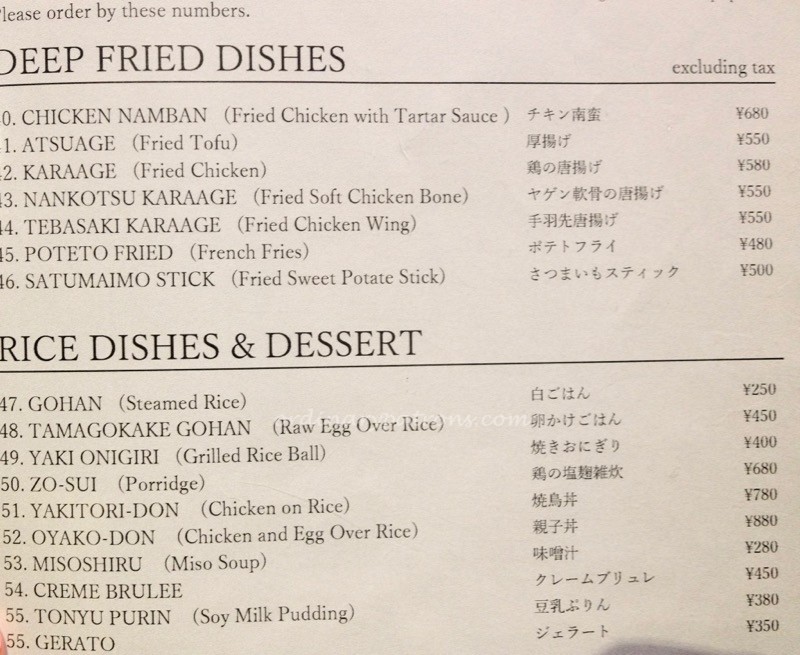 Please order by these numbers.
DEEP FRIED DISHES excluding tax
0. CHICKEN NAMBAN (Fried Chicken with Tartar Sauce ) チキン南蛮 ¥680
1. ATSUAGE (Fried Tofu) 厚揚げ ¥550
42. KARAAGE (Fried Chicken) 鶏の唐揚げ ¥580
43. NANKOTSU KARAAGE (Fried Soft Chicken Bone) ヤゲン軟骨の唐揚げ ¥550
44. TEBASAKI KARAAGE (Fried Chicken Wing) 手羽先唐揚げ ¥550
45. POTETO FRIED (French Fries) ポテトフライ ¥480
46. SATUMAIMO STICK (Fried Sweet Potate Stick) さつまいもスティック ¥500
RICE DISHES & DESSERT
47. GOHAN (Steamed Rice) 白ごはん ¥250
48. TAMAGOKAKE GOHAN (Raw Egg Over Rice) 卵かけごはん ¥450
49. YAKI ONIGIRI (Grilled Rice Ball) 焼きおにぎり ¥400
50. ZO-SUI (Porridge) 鶏の塩麹雑炊 ¥680
51. YAKITORI-DON (Chicken on Rice) 焼鳥丼 ¥780
52. OYAKO-DON (Chicken and Egg Over Rice) 親子丼 ¥880
53. MISOSHIRU (Miso Soup) 味噌汁 ¥280
54. CREME BRULEE クレームブリュレ ¥450
55. TONYU PURIN (Soy Milk Pudding) 豆乳ぷりん ¥380
55. GERATO ジェラート ¥350